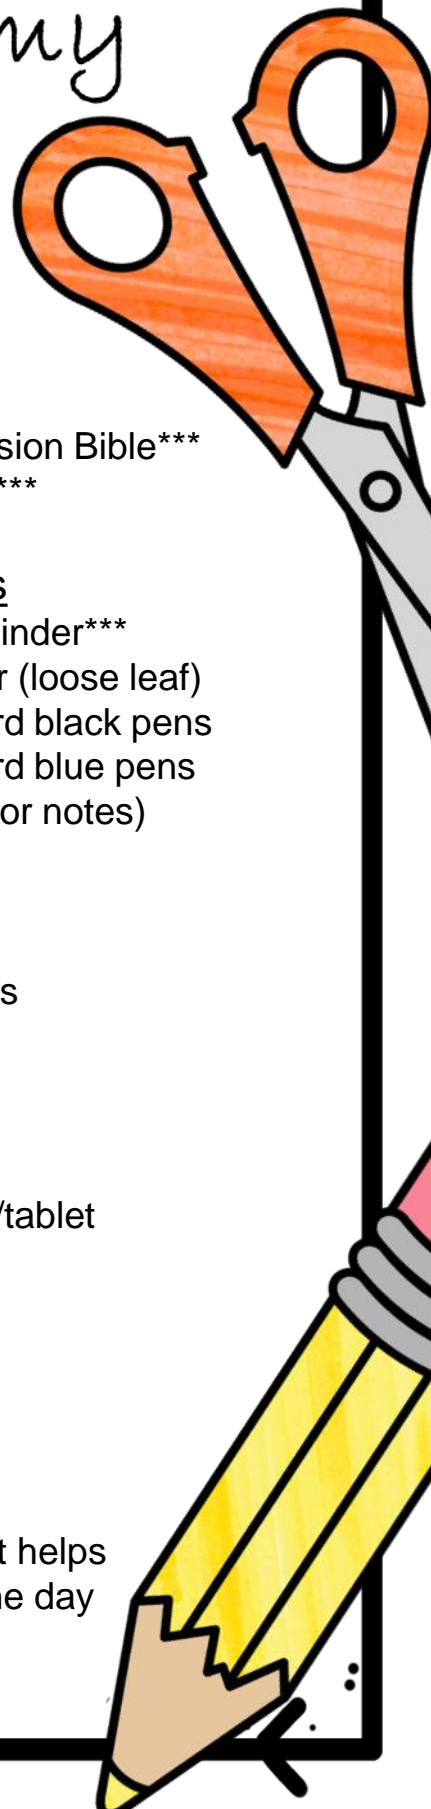 my
sion Bible***
***
s
inder***
r (loose leaf)
rd black pens
rd blue pens
or notes)
s
/tablet
t helps
ne day